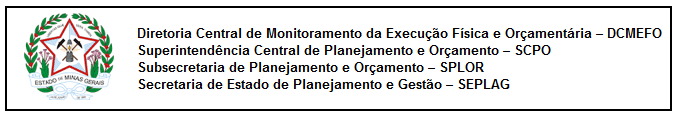 Diretoria Central de Monitoramento da Execução Física e Orçamentária – DCMEFO
Superintendência Central de Planejamento e Orçamento – SCPO
Subsecretaria de Planejamento e Orçamento – SPLOR
Secretaria de Estado de Planejamento e Gestão – SEPLAG
ESTADO DE MINAS GERAIS